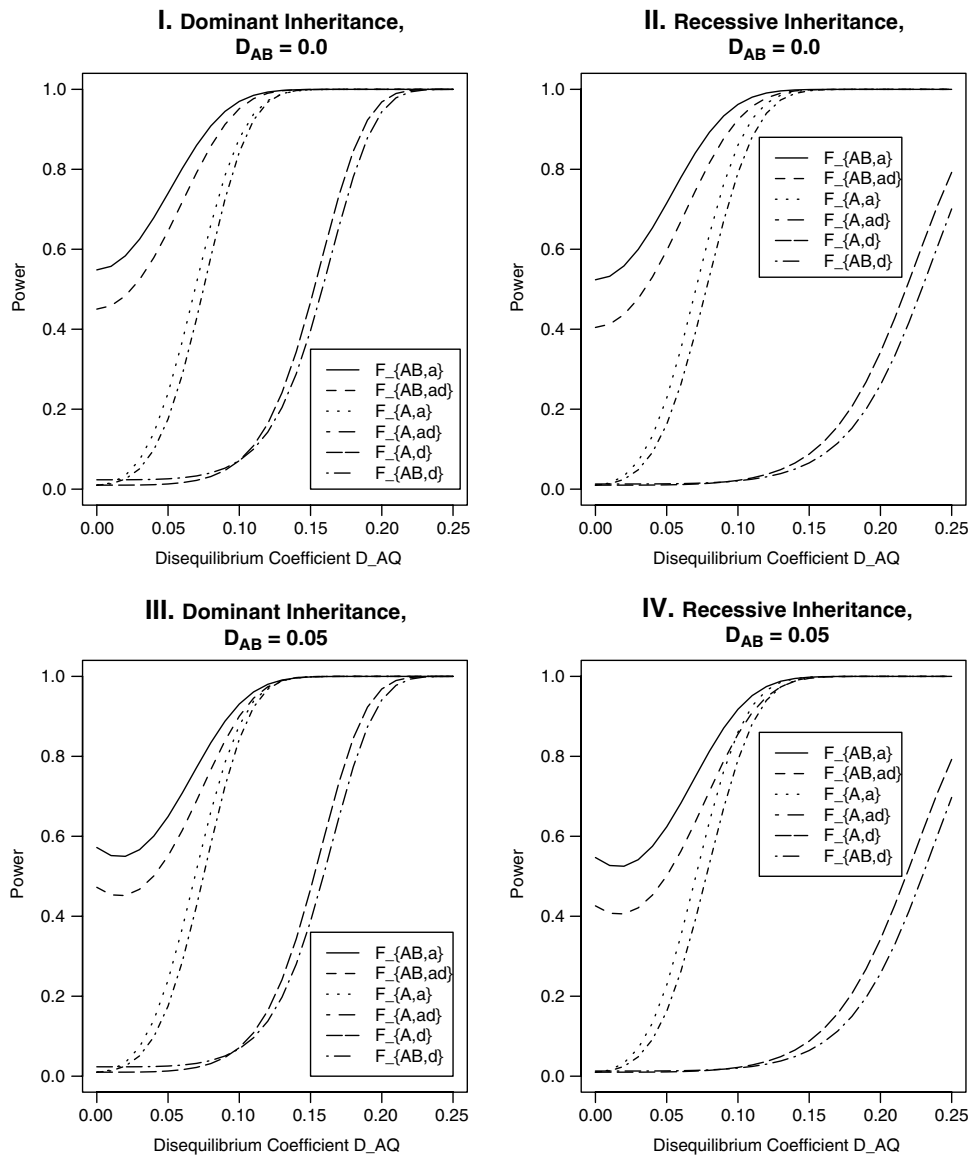 I. Dominant Inheritance,
D_AB = 0.0
1.0
0.8
0.6
0.4
0.2
0.0
Power
F_{AB,a}
F_{AB,ad}
F_{A,a}
F_{A,ad}
F_{A,d}
F_{AB,d}
0.00 0.05 0.10 0.15 0.20 0.25
Disequilibrium Coefficient D_AQ
II. Recessive Inheritance,
D_AB = 0.0
1.0
0.8
0.6
0.4
0.2
0.0
Power
F_{AB,a}
F_{AB,ad}
F_{A,a}
F_{A,ad}
F_{A,d}
F_{AB,d}
0.00 0.05 0.10 0.15 0.20 0.25
Disequilibrium Coefficient D_AQ
III. Dominant Inheritance,
D_AB = 0.05
1.0
0.8
0.6
0.4
0.2
0.0
Power
F_{AB,a}
F_{AB,ad}
F_{A,a}
F_{A,ad}
F_{A,d}
F_{AB,d}
0.00 0.05 0.10 0.15 0.20 0.25
Disequilibrium Coefficient D_AQ
IV. Recessive Inheritance,
D_AB = 0.05
1.0
0.8
0.6
0.4
0.2
0.0
Power
F_{AB,a}
F_{AB,ad}
F_{A,a}
F_{A,ad}
F_{A,d}
F_{AB,d}
0.00 0.05 0.10 0.15 0.20 0.25
Disequilibrium Coefficient D_AQ